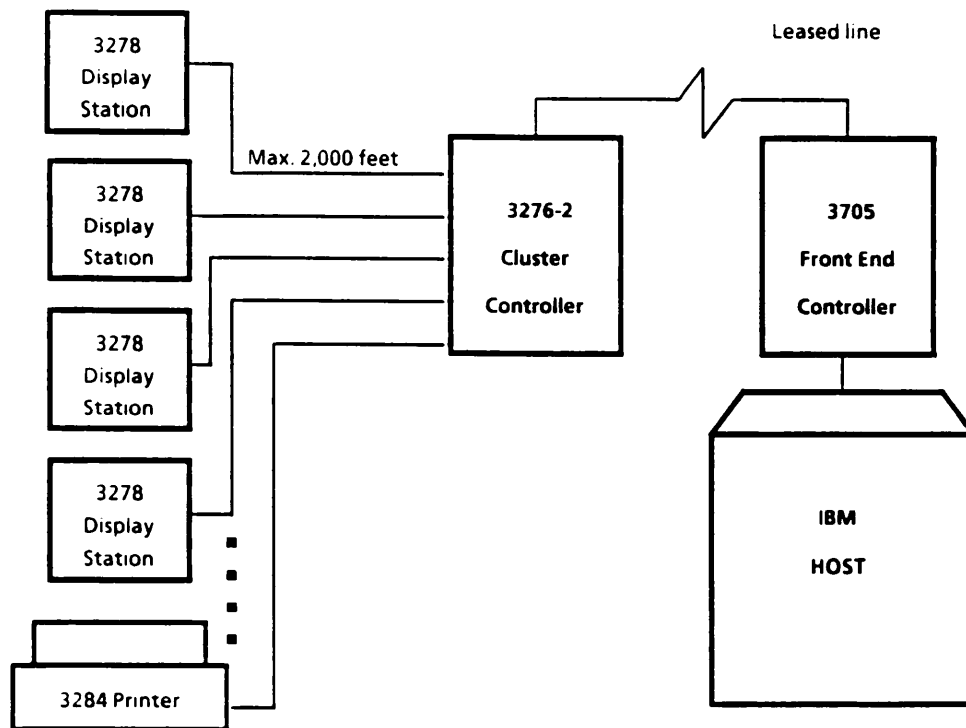 3278
Display
Station
3278
Display
Station
3278
Display
Station
3278
Display
Station
3284 Printer
Max. 2,000 feet
3276-2
Cluster
Controller
Leased line
3705
Front End
Controller
IBM
HOST